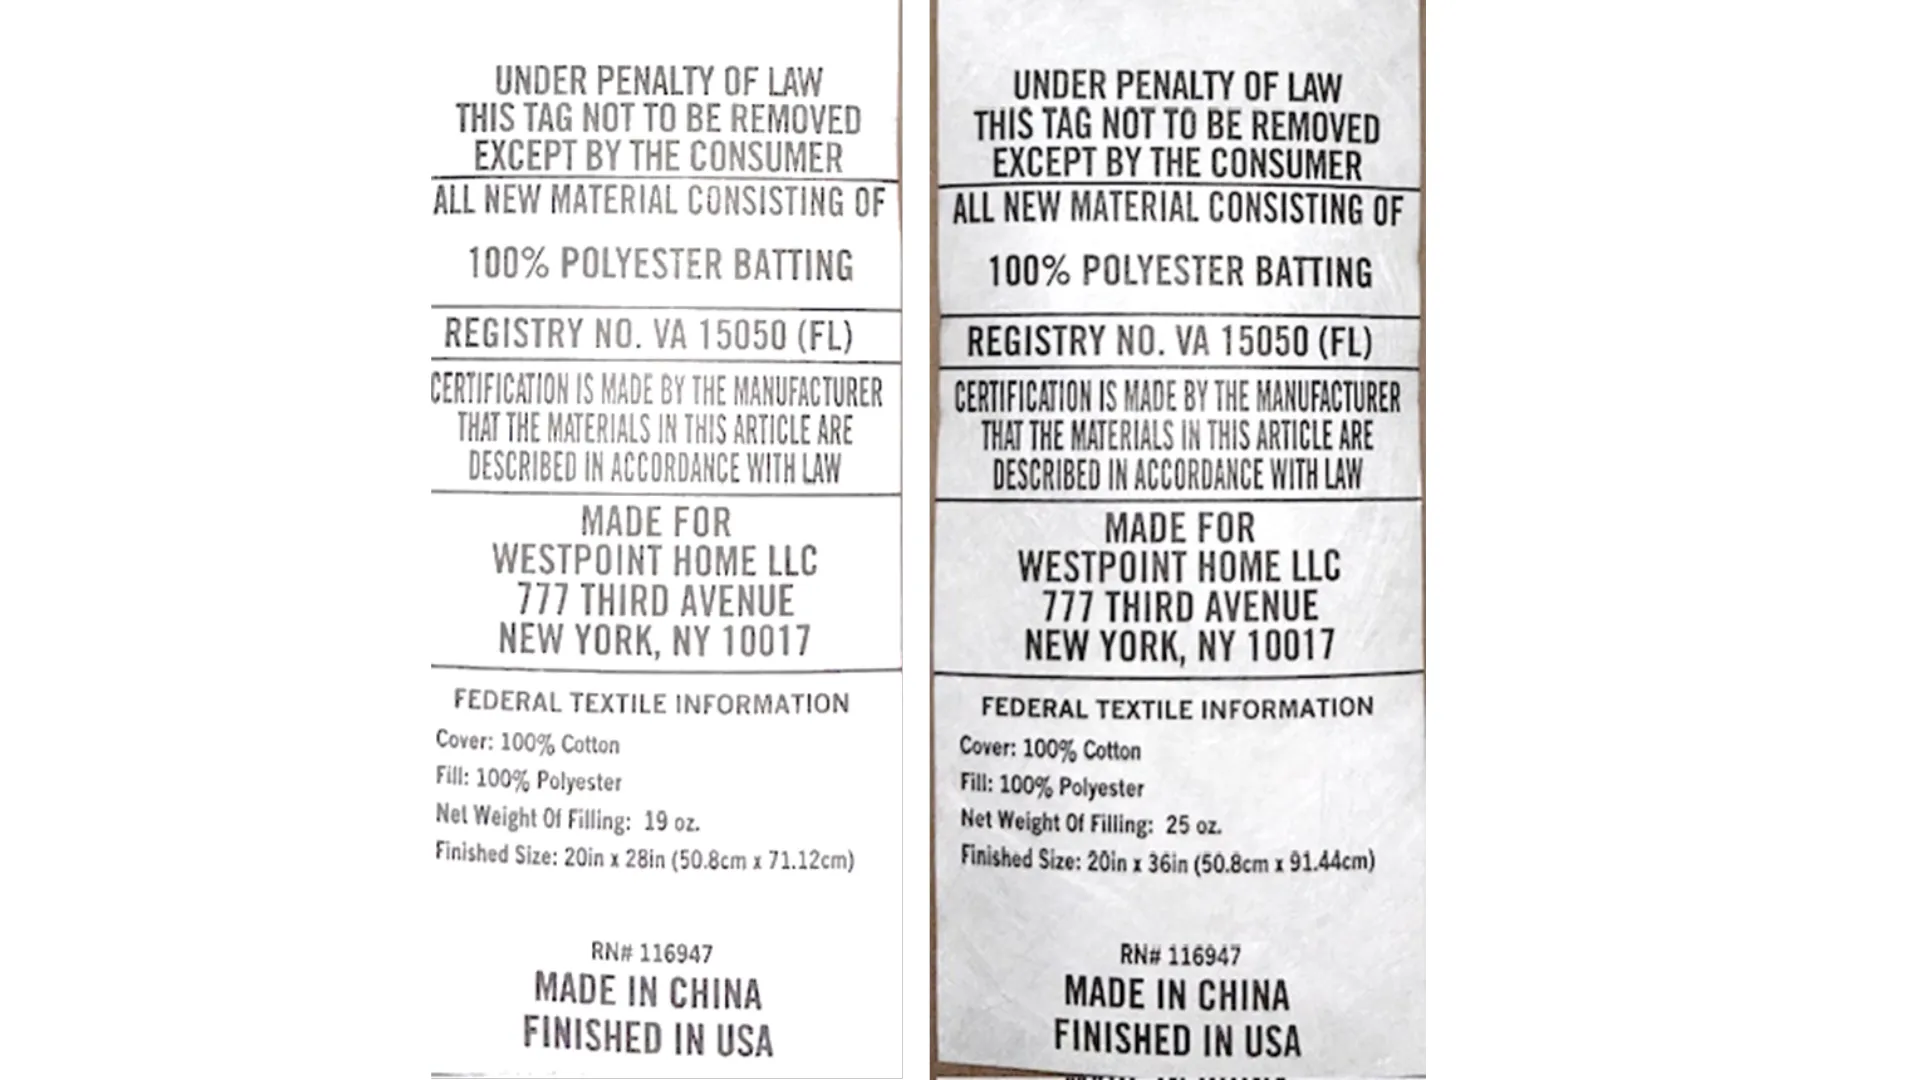 UNDER PENALTY OF LAW
THIS TAG NOT TO BE REMOVED
EXCEPT BY THE CONSUMER
ALL NEW MATERIAL CONSISTING OF
100% POLYESTER BATTING
REGISTRY NO. VA 15050 (FL)
CERTIFICATION IS MADE BY THE MANUFACTURER
THAT THE MATERIALS IN THIS ARTICLE ARE
DESCRIBED IN ACCORDANCE WITH LAW
MADE FOR
WESTPOINT HOME LLC
777 THIRD AVENUE
NEW YORK, NY 10017
FEDERAL TEXTILE INFORMATION
Cover: 100% Cotton
Fill: 100% Polyester
Net Weight Of Filling: 19 oz.
Finished Size: 20in x 28in (50.8cm x 71.12cm)
RN# 116947
MADE IN CHINA
FINISHED IN USA
UNDER PENALTY OF LAW
THIS TAG NOT TO BE REMOVED
EXCEPT BY THE CONSUMER
ALL NEW MATERIAL CONSISTING OF
100% POLYESTER BATTING
REGISTRY NO. VA 15050 (FL)
CERTIFICATION IS MADE BY THE MANUFACTURER
THAT THE MATERIALS IN THIS ARTICLE ARE
DESCRIBED IN ACCORDANCE WITH LAW
MADE FOR
WESTPOINT HOME LLC
777 THIRD AVENUE
NEW YORK, NY 10017
FEDERAL TEXTILE INFORMATION
Cover: 100% Cotton
Fill: 100% Polyester
Net Weight Of Filling: 25 oz.
Finished Size: 20in x 36in (50.8cm x 91.44cm)
RN# 116947
MADE IN CHINA
FINISHED IN USA